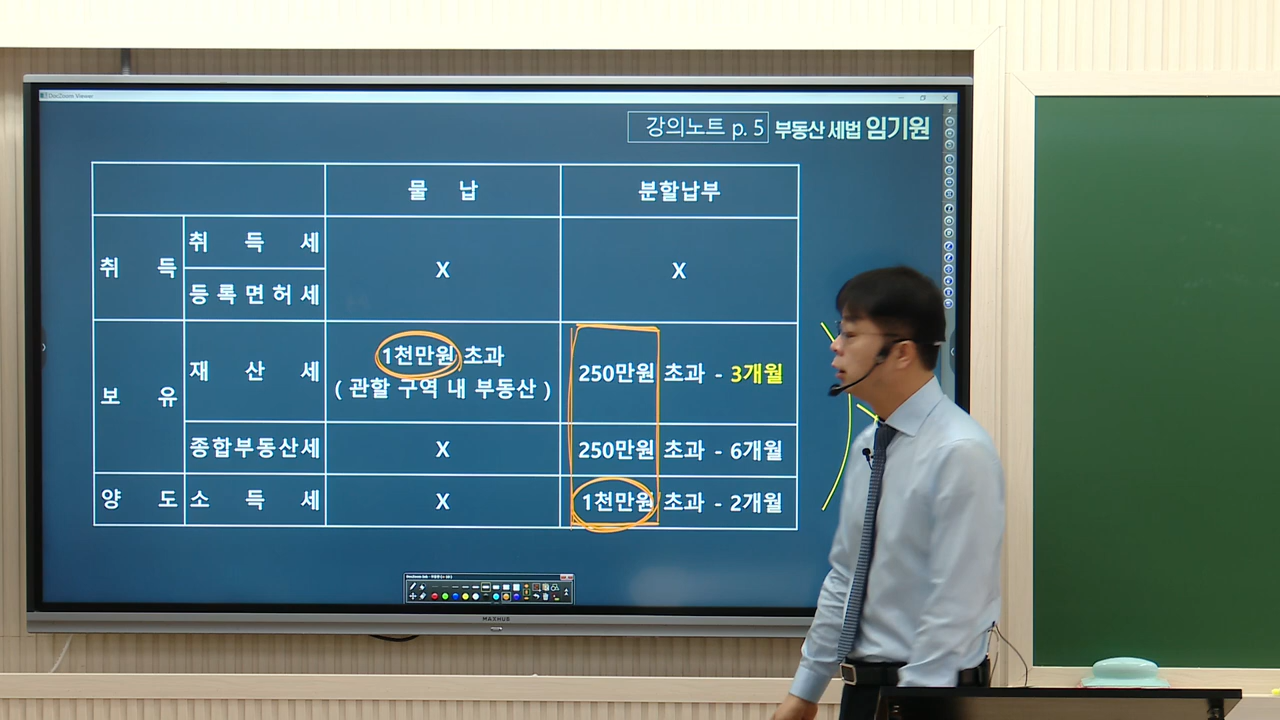 DocZoom Viewer
강의노트 p. 5 부동산 세법 임기원
물 납 분할납부
취 득 취 득 세 X X
등 록 면 허 세
보 유 재 산 세 1천만원 초과 250만원 초과 - 3개월
( 관할 구역 내 부동산 )
종합부동산세 X 250만원 초과 - 6개월
양 도 소 득 세 X 1천만원 초과 - 2개월
MAXHUB